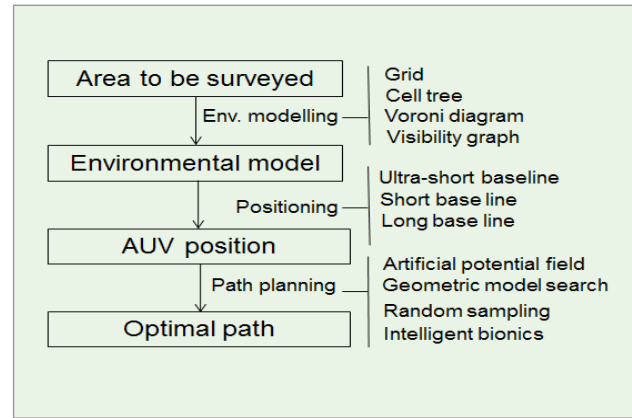 Area to be surveyed
Env. modelling
Grid
Cell tree
Voroni diagram
Visibility graph
Environmental model
Positioning
Ultra-short baseline
Short base line
Long base line
AUV position
Path planning
Artificial potential field
Geometric model search
Random sampling
Intelligent bionics
Optimal path